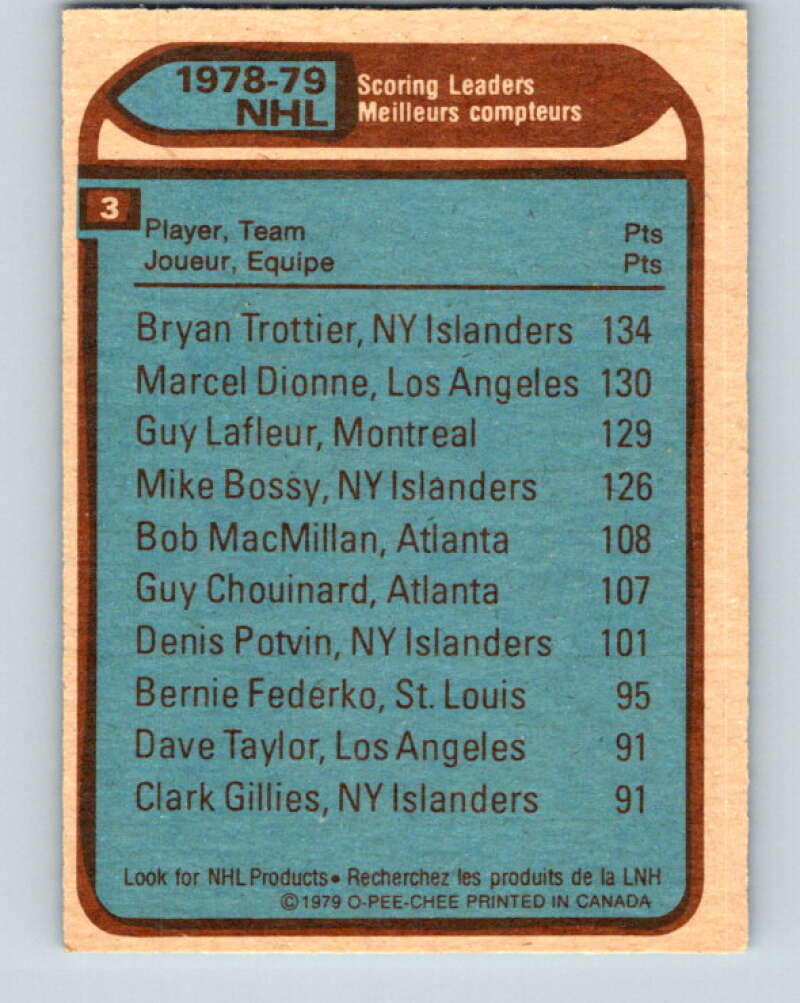 1978-79 Scoring Leaders
NHL Meilleurs compteurs
3
Player, Team Pts
Joueur, Equipe Pts
Bryan Trottier, NY Islanders 134
Marcel Dionne, Los Angeles 130
Guy Lafleur, Montreal 129
Mike Bossy, NY Islanders 126
Bob MacMillan, Atlanta 108
Guy Chouinard, Atlanta 107
Denis Potvin, NY Islanders 101
Bernie Federko, St. Louis 95
Dave Taylor, Los Angeles 91
Clark Gillies, NY Islanders 91
Look for NHL Products• Recherchez les produits de la LNH
©1979 O-PEE-CHEE PRINTED IN CANADA